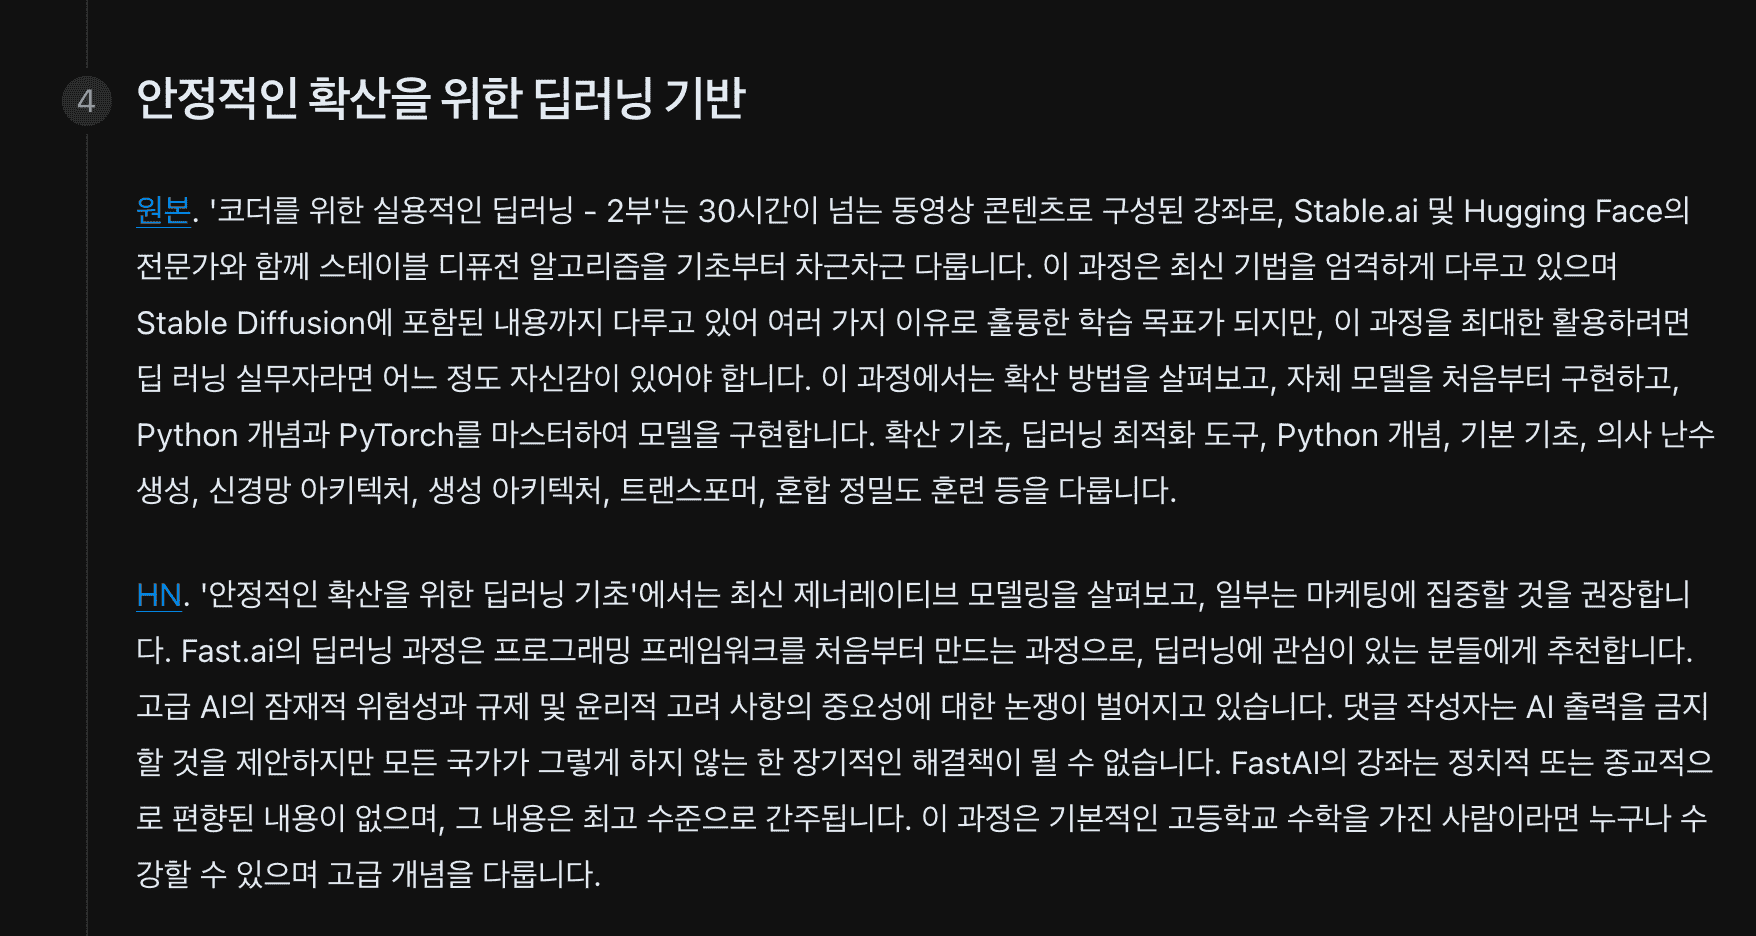 4
안정적인 확산을 위한 딥러닝 기반
원본. '코더를 위한 실용적인 딥러닝 - 2부'는 30시간이 넘는 동영상 콘텐츠로 구성된 강좌로, Stable.ai 및 Hugging Face의
전문가와 함께 스테이블 디퓨전 알고리즘을 기초부터 차근차근 다룹니다. 이 과정은 최신 기법을 엄격하게 다루고 있으며
Stable Diffusion에 포함된 내용까지 다루고 있어 여러 가지 이유로 훌륭한 학습 목표가 되지만, 이 과정을 최대한 활용하려면
딥 러닝 실무자라면 어느 정도 자신감이 있어야 합니다. 이 과정에서는 확산 방법을 살펴보고, 자체 모델을 처음부터 구현하고,
Python 개념과 PyTorch를 마스터하여 모델을 구현합니다. 확산 기초, 딥러닝 최적화 도구, Python 개념, 기본 기초, 의사 난수
생성, 신경망 아키텍처, 생성 아키텍처, 트랜스포머, 혼합 정밀도 훈련 등을 다룹니다.
HN. '안정적인 확산을 위한 딥러닝 기초'에서는 최신 제너레이티브 모델링을 살펴보고, 일부는 마케팅에 집중할 것을 권장합니
다. Fast.ai의 딥러닝 과정은 프로그래밍 프레임워크를 처음부터 만드는 과정으로, 딥러닝에 관심이 있는 분들에게 추천합니다.
고급 AI의 잠재적 위험성과 규제 및 윤리적 고려 사항의 중요성에 대한 논쟁이 벌어지고 있습니다. 댓글 작성자는 AI 출력을 금지
할 것을 제안하지만 모든 국가가 그렇게 하지 않는 한 장기적인 해결책이 될 수 없습니다. FastAI의 강좌는 정치적 또는 종교적으
로 편향된 내용이 없으며, 그 내용은 최고 수준으로 간주됩니다. 이 과정은 기본적인 고등학교 수학을 가진 사람이라면 누구나 수
강할 수 있으며 고급 개념을 다룹니다.